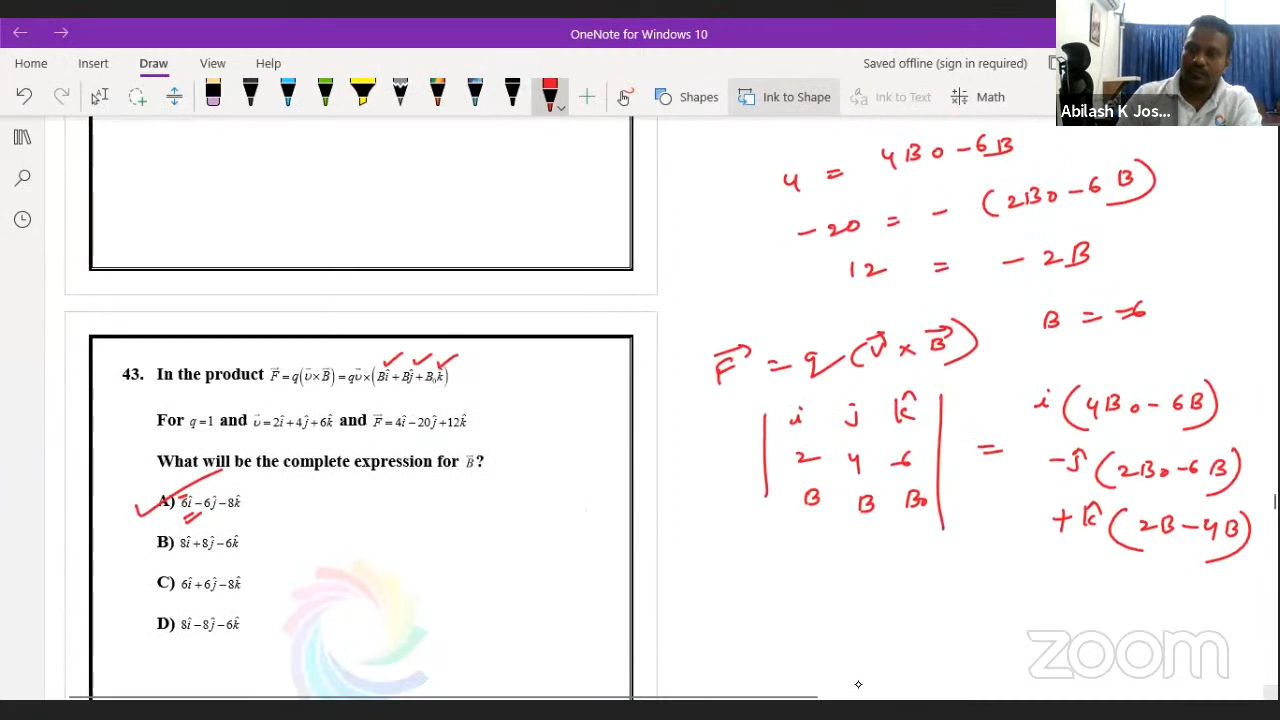 OneNote for Windows 10
Home Insert Draw View Help
Saved offline (sign in required)
Shapes Ink to Shape Ink to Text Math
Abilash K Jos...
4 = 4B0 - 6B
-20 = - (2B0 - 6B)
12 = - 2B
B = -6
F⃗ = q (v⃗ × B⃗)
i j k̂
2 4 6
B B B0
= i (4B0 - 6B)
-ĵ (2B0 - 6B)
+ k̂ (2B - 4B)
43. In the product F⃗ = q(υ⃗ × B⃗) = qυ⃗ × (Bî + Bĵ + B₀k̂)
For q = 1 and υ⃗ = 2î + 4ĵ + 6k̂ and F⃗ = 4î - 20ĵ + 12k̂
What will be the complete expression for B⃗?
A) 6î - 6ĵ - 8k̂
B) 8î + 8ĵ - 6k̂
C) 6î + 6ĵ - 8k̂
D) 8î - 8ĵ - 6k̂
zoom